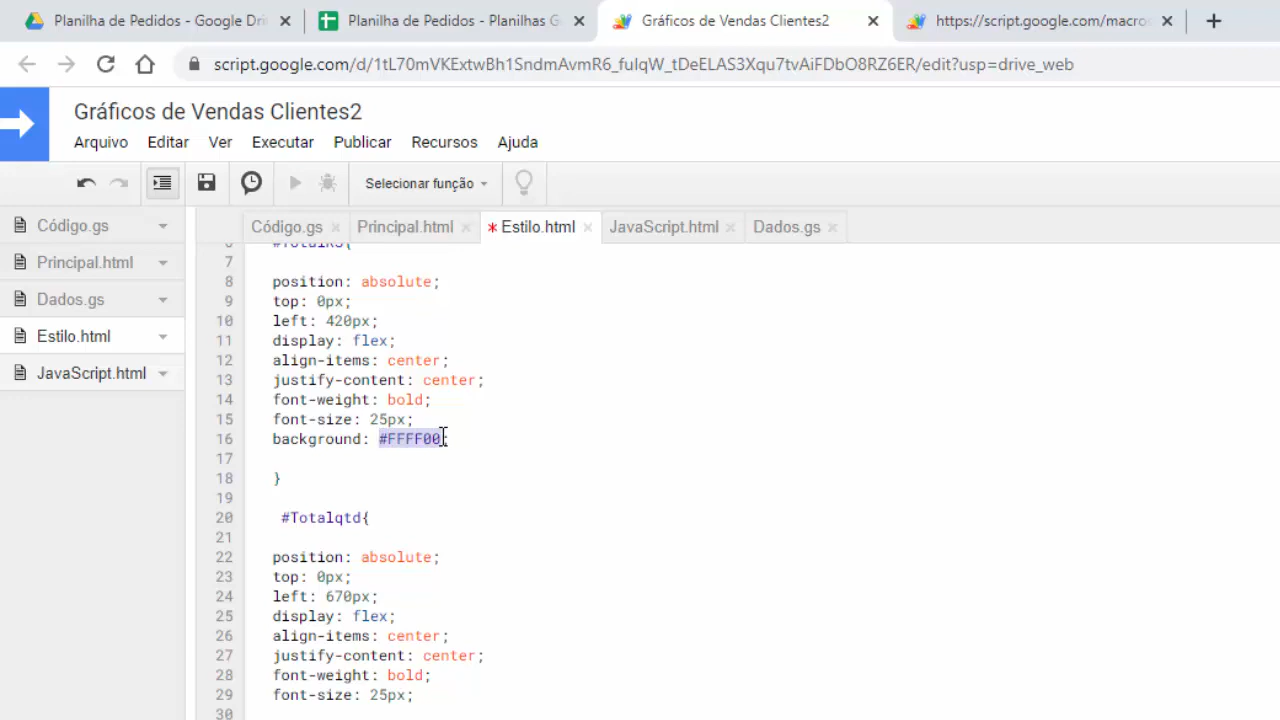 Planilha de Pedidos - Google Dri
Planilha de Pedidos - Planilhas G
Gráficos de Vendas Clientes2
https://script.google.com/macro
script.google.com/d/1tL70mVKExtwBh1SndmAvmR6_fuIqW_tDeELAS3Xqu7tvAiFDbO8RZ6ER/edit?usp=drive_web
Gráficos de Vendas Clientes2
Arquivo Editar Ver Executar Publicar Recursos Ajuda
Selecionar função
Código.gs
Principal.html
Dados.gs
Estilo.html
JavaScript.html
Código.gs Principal.html * Estilo.html JavaScript.html Dados.gs
6 #TotalRS{
7
8 position: absolute;
9 top: 0px;
10 left: 420px;
11 display: flex;
12 align-items: center;
13 justify-content: center;
14 font-weight: bold;
15 font-size: 25px;
16 background: #FFFF00;
17
18 }
19
20 #Totalqtd{
21
22 position: absolute;
23 top: 0px;
24 left: 670px;
25 display: flex;
26 align-items: center;
27 justify-content: center;
28 font-weight: bold;
29 font-size: 25px;
30